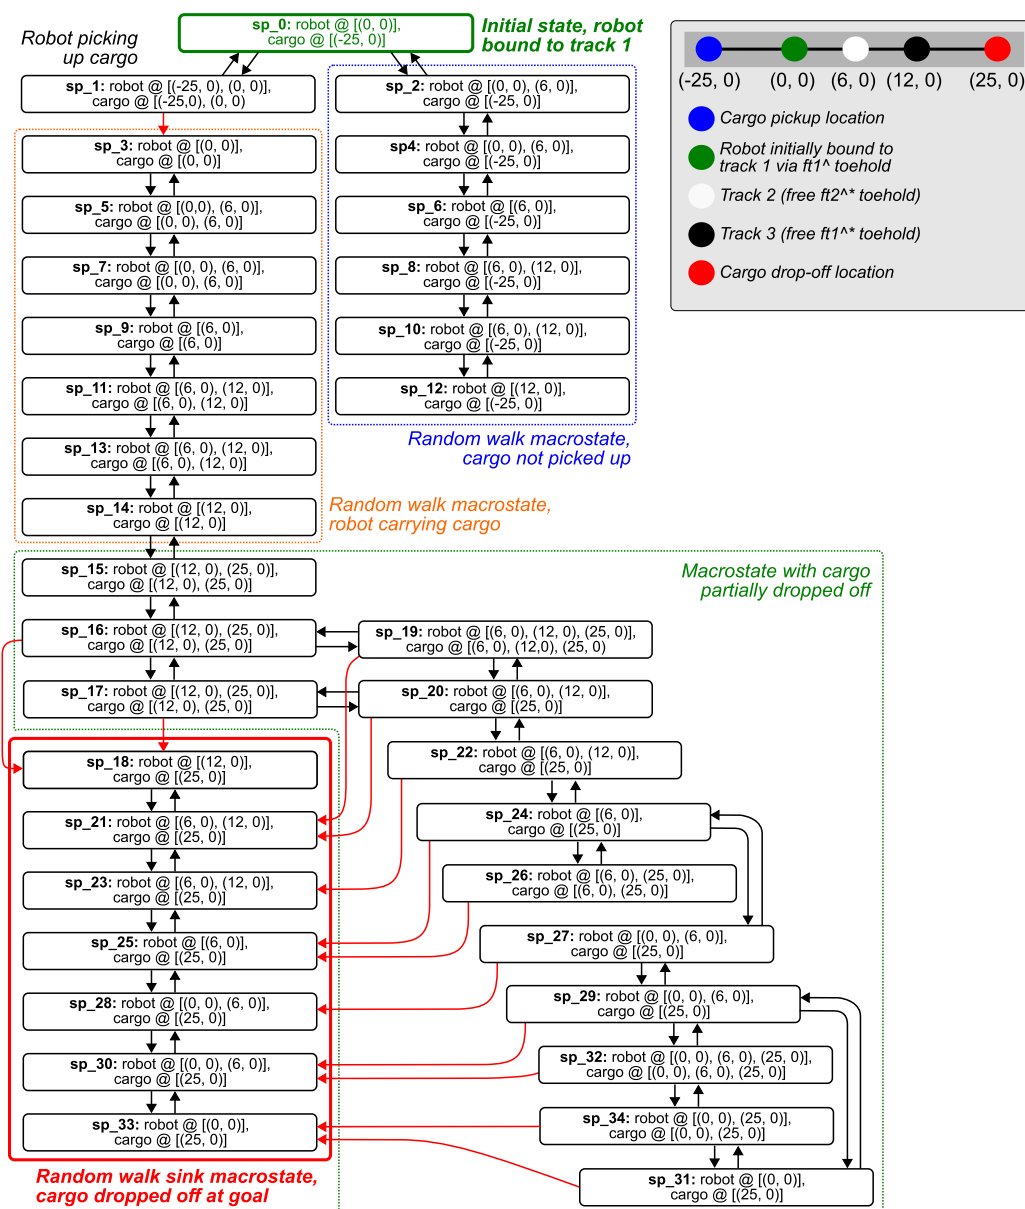 Robot picking
up cargo
sp_0: robot @ [(0, 0)],
cargo @ [(-25, 0)]
Initial state, robot
bound to track 1
sp_1: robot @ [(-25, 0), (0, 0)],
cargo @ [(-25,0), (0, 0)
sp_2: robot @ [(0, 0), (6, 0)],
cargo @ [(-25, 0)]
sp_3: robot @ [(0, 0)],
cargo @ [(0, 0)]
sp4: robot @ [(0, 0), (6, 0)],
cargo @ [(-25, 0)]
sp_5: robot @ [(0,0), (6, 0)],
cargo @ [(0, 0), (6, 0)]
sp_6: robot @ [(6, 0)],
cargo @ [(-25, 0)]
sp_7: robot @ [(0, 0), (6, 0)],
cargo @ [(0, 0), (6, 0)]
sp_8: robot @ [(6, 0), (12, 0)],
cargo @ [(-25, 0)]
sp_9: robot @ [(6, 0)],
cargo @ [(6, 0)]
sp_10: robot @ [(6, 0), (12, 0)],
cargo @ [(-25, 0)]
sp_11: robot @ [(6, 0), (12, 0)],
cargo @ [(6, 0), (12, 0)]
sp_12: robot @ [(12, 0)],
cargo @ [(-25, 0)]
Random walk macrostate,
cargo not picked up
sp_13: robot @ [(6, 0), (12, 0)],
cargo @ [(6, 0), (12, 0)]
sp_14: robot @ [(12, 0)],
cargo @ [(12, 0)]
Random walk macrostate,
robot carrying cargo
(-25, 0)
(0, 0)
(6, 0)
(12, 0)
(25, 0)
Cargo pickup location
Robot initially bound to
track 1 via ft1^ toehold
Track 2 (free ft2^* toehold)
Track 3 (free ft1^* toehold)
Cargo drop-off location
Macrostate with cargo
partially dropped off
sp_15: robot @ [(12, 0), (25, 0)],
cargo @ [(12, 0), (25, 0)]
sp_16: robot @ [(12, 0), (25, 0)],
cargo @ [(12, 0), (25, 0)]
sp_19: robot @ [(6, 0), (12, 0), (25, 0)],
cargo @ [(6, 0), (12,0), (25, 0)
sp_17: robot @ [(12, 0), (25, 0)],
cargo @ [(12, 0), (25, 0)]
sp_20: robot @ [(6, 0), (12, 0)],
cargo @ [(25, 0)]
sp_18: robot @ [(12, 0)],
cargo @ [(25, 0)]
sp_22: robot @ [(6, 0), (12, 0)],
cargo @ [(25, 0)]
sp_21: robot @ [(6, 0), (12, 0)],
cargo @ [(25, 0)]
sp_24: robot @ [(6, 0)],
cargo @ [(25, 0)]
sp_23: robot @ [(6, 0), (12, 0)],
cargo @ [(25, 0)]
sp_26: robot @ [(6, 0), (25, 0)],
cargo @ [(6, 0), (25, 0)]
sp_25: robot @ [(6, 0)],
cargo @ [(25, 0)]
sp_27: robot @ [(0, 0), (6, 0)],
cargo @ [(25, 0)]
sp_28: robot @ [(0, 0), (6, 0)],
cargo @ [(25, 0)]
sp_29: robot @ [(0, 0), (6, 0)],
cargo @ [(25, 0)]
sp_30: robot @ [(0, 0), (6, 0)],
cargo @ [(25, 0)]
sp_32: robot @ [(0, 0), (6, 0), (25, 0)],
cargo @ [(0, 0), (6, 0), (25, 0)]
sp_33: robot @ [(0, 0)],
cargo @ [(25, 0)]
sp_34: robot @ [(0, 0), (25, 0)],
cargo @ [(0, 0), (25, 0)]
sp_31: robot @ [(0, 0)],
cargo @ [(25, 0)]
Random walk sink macrostate,
cargo dropped off at goal